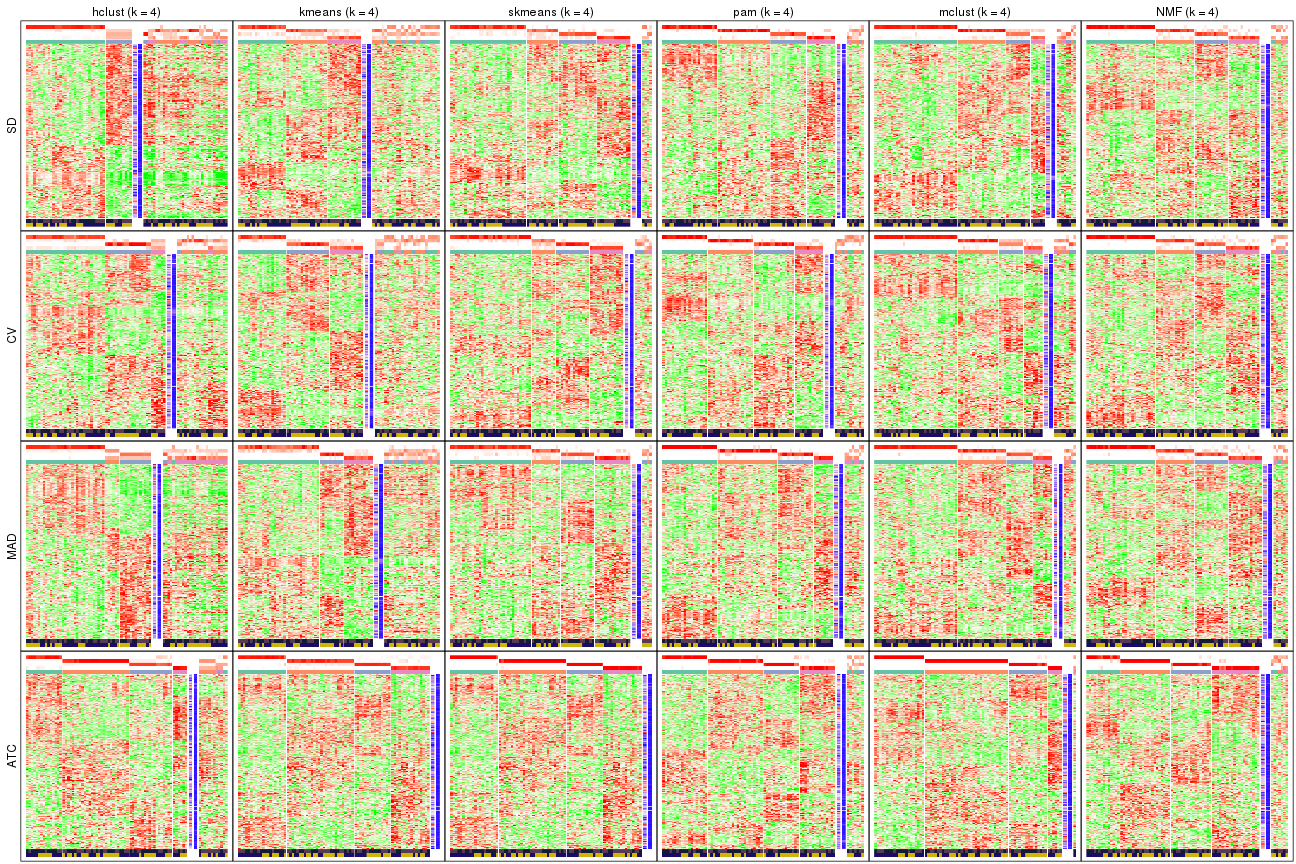 hclust (k = 4) kmeans (k = 4) skmeans (k = 4) pam (k = 4) mclust (k = 4) NMF (k = 4)
SD
CV
MAD
ATC